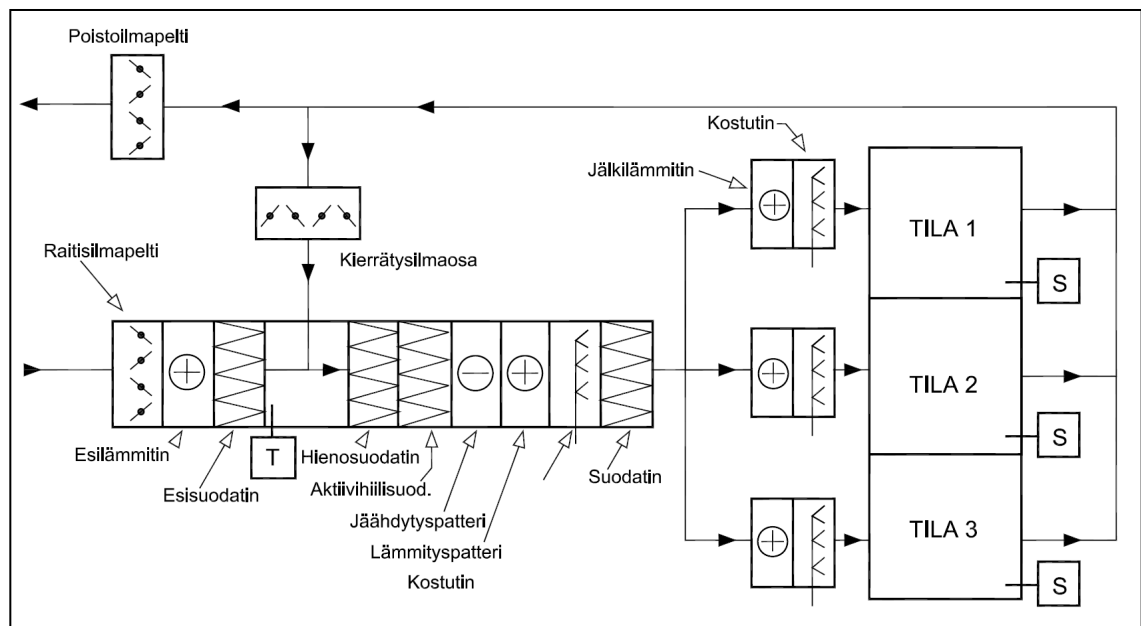 Poistoilmapelti
Kostutin
Jälkilämmitin
TILA 1
Raitisilmapelti
Kierrätysilmaosa
S
TILA 2
Esilämmitin
T
Hienosuodatin
Suodatin
S
Esisuodatin
Aktiivihiilisuod.
Jäähdytyspatteri
Lämmityspatteri
Kostutin
TILA 3
S